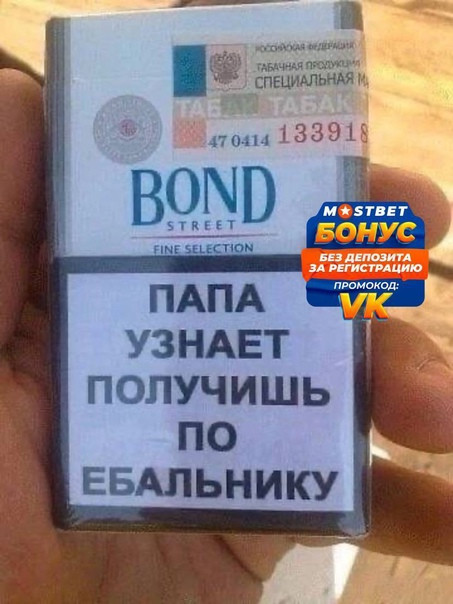 РОССИЙСКАЯ ФЕДЕРАЦИЯ
ТАБАЧНАЯ ПРОДУКЦИЯ
СПЕЦИАЛЬНАЯ МА
ТАБАК ТАБАК
47 0414 133918
BOND
STREET
FINE SELECTION
MOSTBET
БОНУС
БЕЗ ДЕПОЗИТА
ЗА РЕГИСТРАЦИЮ
ПРОМОКОД:
VK
ПАПА
УЗНАЕТ
ПОЛУЧИШЬ
ПО
ЕБАЛЬНИКУ